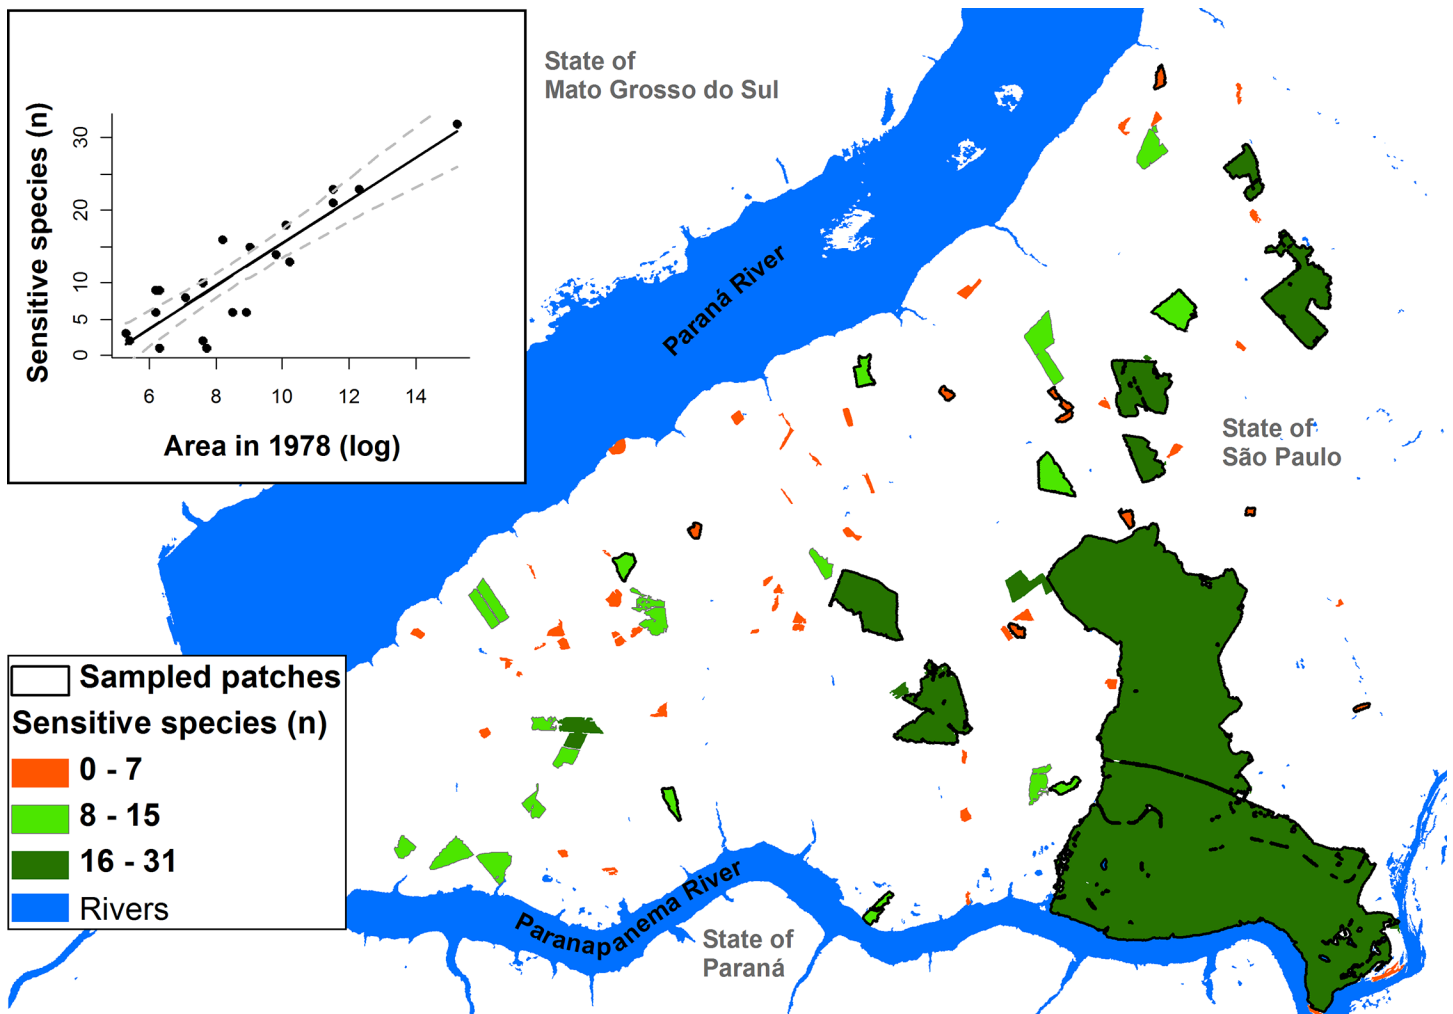 Sensitive species (n)
30
20
10
5
0
6
8
10
12
14
Area in 1978 (log)
State of
Mato Grosso do Sul
Paraná River
State of
São Paulo
Sampled patches
Sensitive species (n)
0 - 7
8 - 15
16 - 31
Rivers
Paranapanema River
State of
Paraná